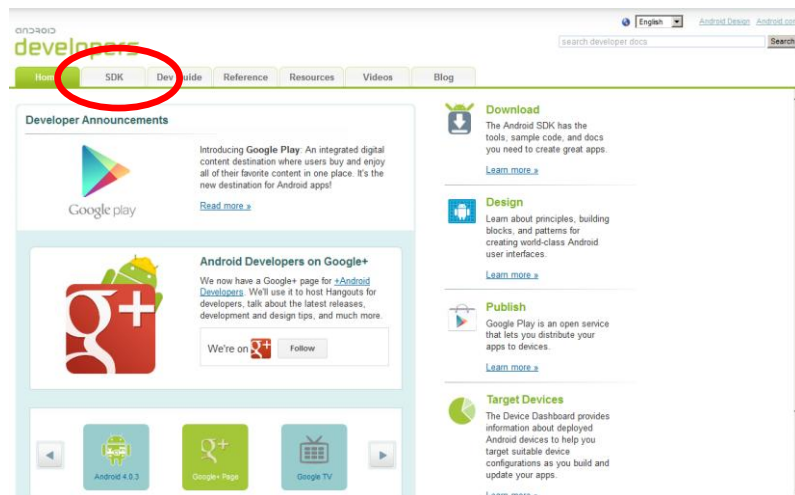 English
Android Design
Android.com
android
developers
search developer docs
Search
Home
SDK
Dev Guide
Reference
Resources
Videos
Blog
Developer Announcements
Google play
Introducing Google Play: An integrated digital
content destination where users buy and enjoy
all of their favorite content in one place. It's the
new destination for Android apps!
Read more »
Android Developers on Google+
We now have a Google+ page for +Android
Developers. We'll use it to host Hangouts for
developers, talk about the latest releases,
development and design tips, and much more.
g+
We're on g+ Follow
Android 4.0.3
g+
Google+ Page
Google TV
Download
The Android SDK has the
tools, sample code, and docs
you need to create great apps.
Learn more »
Design
Learn about principles, building
blocks, and patterns for
creating world-class Android
user interfaces.
Learn more »
Publish
Google Play is an open service
that lets you distribute your
apps to devices.
Learn more »
Target Devices
The Device Dashboard provides
information about deployed
Android devices to help you
target suitable device
configurations as you build and
update your apps.
Learn more »